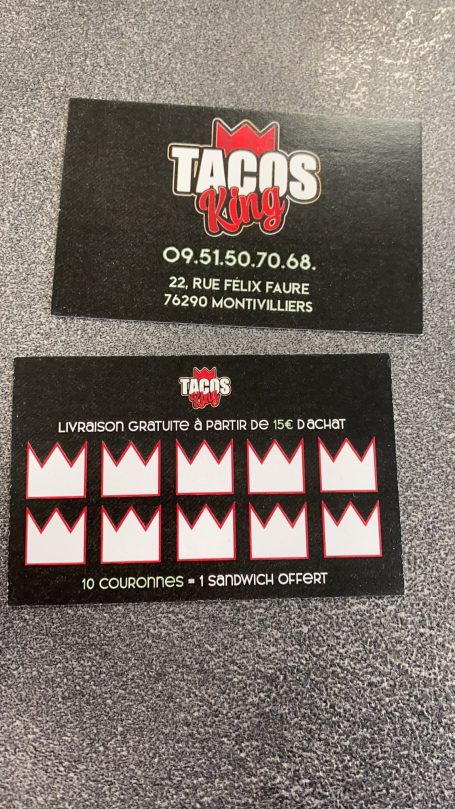 TACOS
King
09.51.50.70.68.
22, RUE FÉLIX FAURE
76290 MONTIVILLIERS
TACOS
King
LIVRAISON GRATUITE à PARTIR DE 15€ D'ACHAT
10 COURONNES = 1 SANDWICH OFFERT